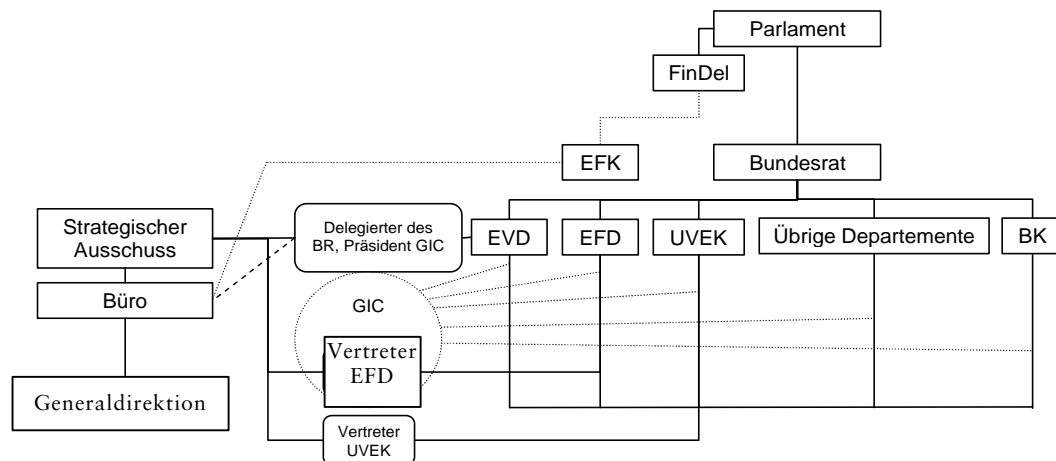 Parlament
FinDel
EFK
Bundesrat
Strategischer
Ausschuss
Delegierter des
BR, Präsident GIC
EVD
EFD
UVEK
Übrige Departemente
BK
Büro
GIC
Vertreter
EFD
Generaldirektion
Vertreter
UVEK